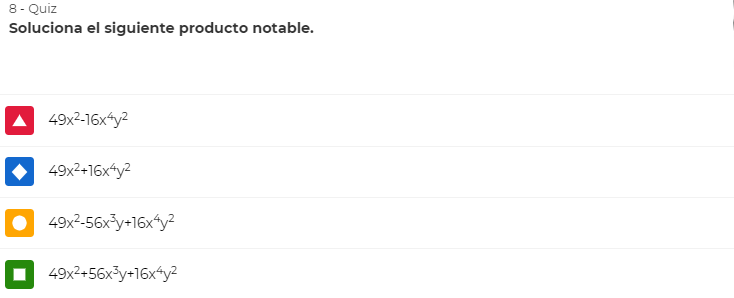 8 - Quiz
Soluciona el siguiente producto notable.
49x²-16x⁴y²
49x²+16x⁴y²
49x²-56x³y+16x⁴y²
49x²+56x³y+16x⁴y²